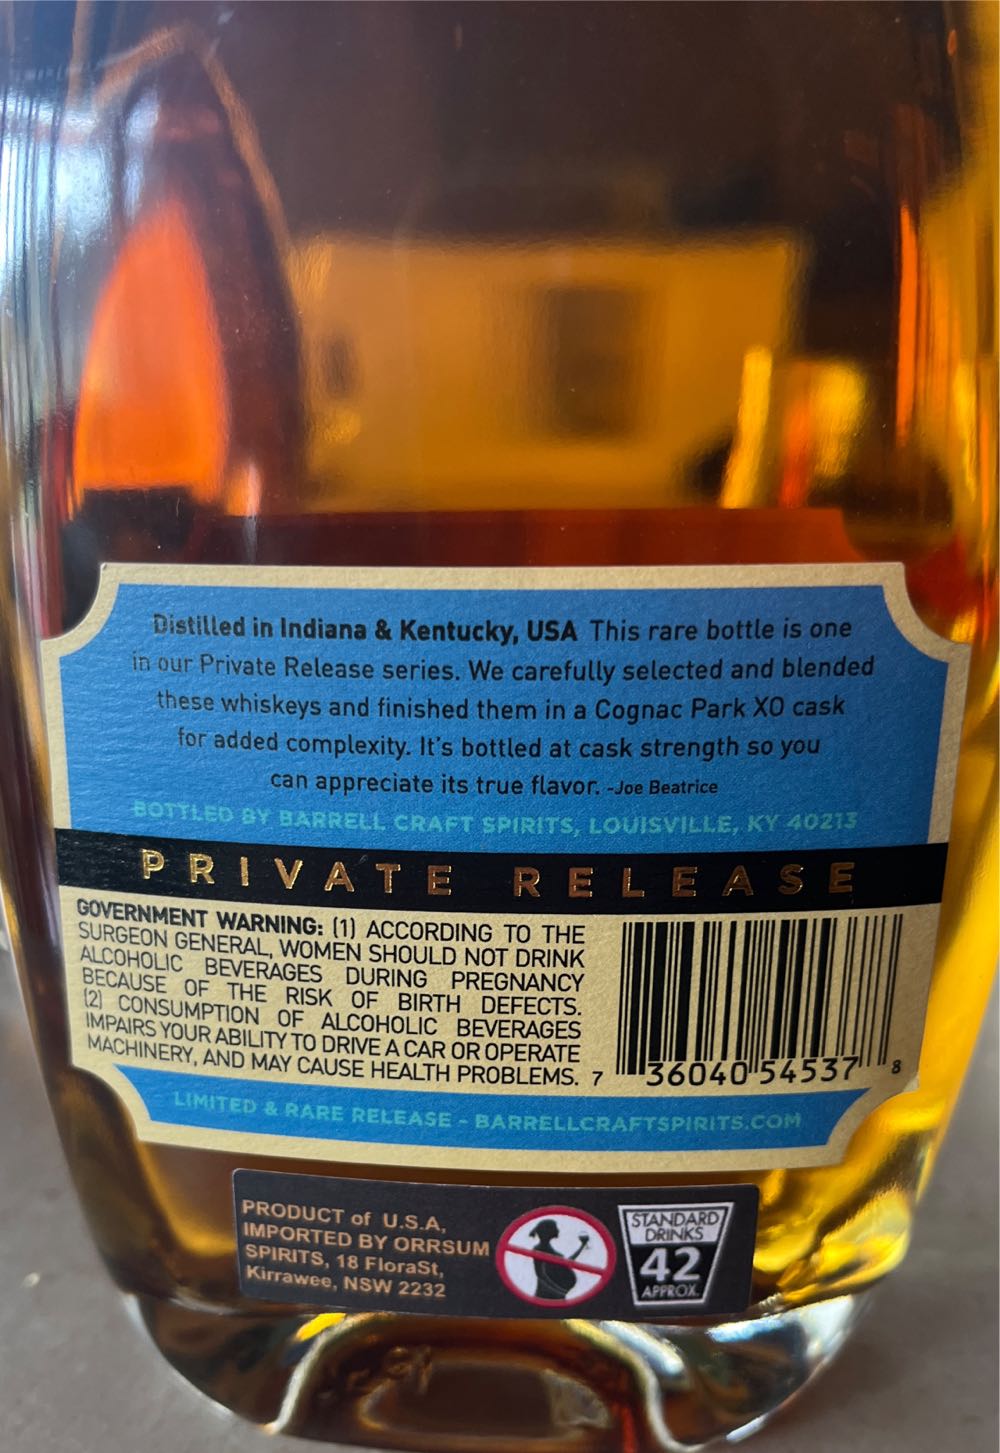 Distilled in Indiana & Kentucky, USA This rare bottle is one
in our Private Release series. We carefully selected and blended
these whiskeys and finished them in a Cognac Park XO cask
for added complexity. It's bottled at cask strength so you
can appreciate its true flavor. -Joe Beatrice
BOTTLED BY BARRELL CRAFT SPIRITS, LOUISVILLE, KY 40213
PRIVATE RELEASE
GOVERNMENT WARNING: (1) ACCORDING TO THE
SURGEON GENERAL, WOMEN SHOULD NOT DRINK
ALCOHOLIC BEVERAGES DURING PREGNANCY
BECAUSE OF THE RISK OF BIRTH DEFECTS.
(2) CONSUMPTION OF ALCOHOLIC BEVERAGES
IMPAIRS YOUR ABILITY TO DRIVE A CAR OR OPERATE
MACHINERY, AND MAY CAUSE HEALTH PROBLEMS.
7 36040 54537 8
LIMITED & RARE RELEASE - BARRELLCRAFTSPIRITS.COM
PRODUCT of U.S.A,
IMPORTED BY ORRSUM
SPIRITS, 18 FloraSt,
Kirrawee, NSW 2232
STANDARD
DRINKS
42
APPROX.